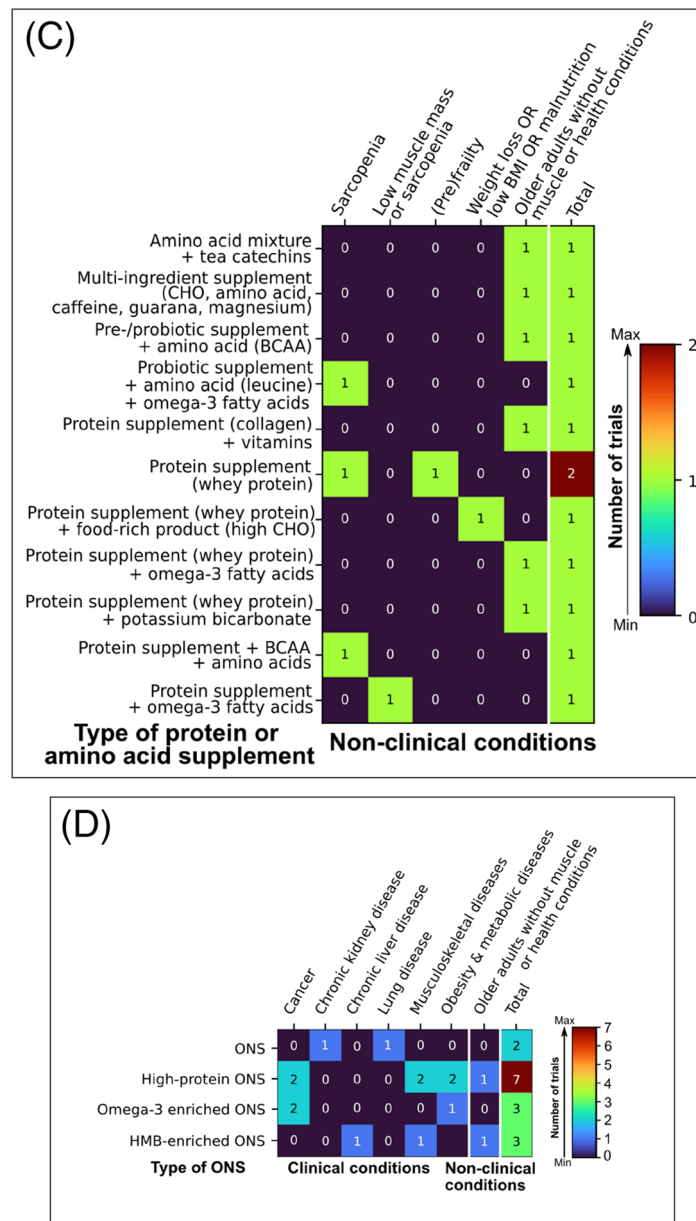 (C)
Sarcopenia
Low muscle mass
or sarcopenia
(Pre)frailty
Weight loss OR
low BMI OR malnutrition
Older adults without
muscle or health conditions
Total
Amino acid mixture
+ tea catechins
0 0 0 0 1 1
Multi-ingredient supplement
(CHO, amino acid,
caffeine, guarana, magnesium)
0 0 0 0 1 1
Pre-/probiotic supplement
+ amino acid (BCAA)
0 0 0 0 1 1
Probiotic supplement
+ amino acid (leucine)
+ omega-3 fatty acids
1 0 0 0 0 1
Protein supplement (collagen)
+ vitamins
0 0 0 0 1 1
Protein supplement
(whey protein)
1 0 1 0 0 2
Protein supplement (whey protein)
+ food-rich product (high CHO)
0 0 0 1 0 1
Protein supplement (whey protein)
+ omega-3 fatty acids
0 0 0 0 1 1
Protein supplement (whey protein)
+ potassium bicarbonate
0 0 0 0 1 1
Protein supplement + BCAA
+ amino acids
1 0 0 0 0 1
Protein supplement
+ omega-3 fatty acids
0 1 0 0 0 1
Type of protein or
amino acid supplement
Non-clinical conditions
Max
Number of trials
Min
2
1
0
(D)
Cancer
Chronic kidney disease
Chronic liver disease
Lung disease
Musculoskeletal diseases
Obesity & metabolic diseases
Older adults without muscle
or health conditions
Total
ONS 0 1 0 1 0 0 0 2
High-protein ONS 2 0 0 0 2 2 1 7
Omega-3 enriched ONS 2 0 0 0 0 1 0 3
HMB-enriched ONS 0 0 1 0 1 0 1 3
Type of ONS
Clinical conditions
Non-clinical
conditions
Max
Number of trials
Min
7
6
5
4
3
2
1
0